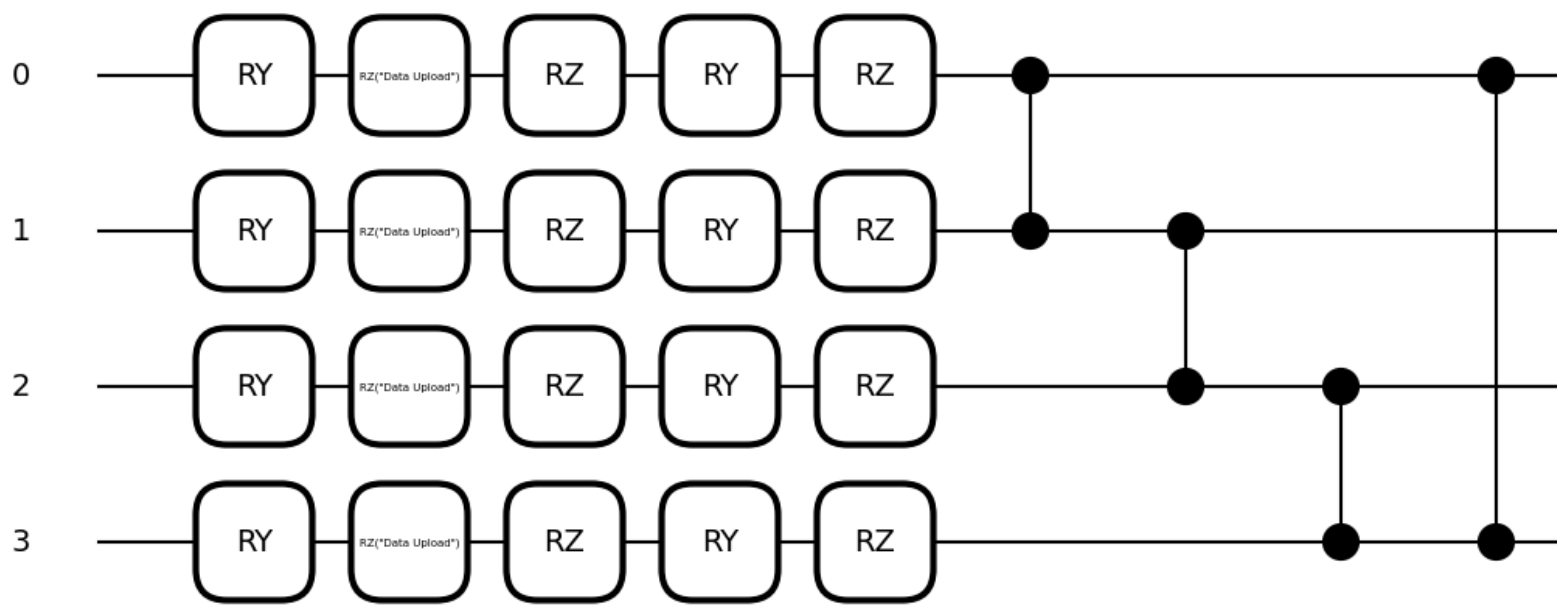 0 RY RZ("Data Upload") RZ RY RZ
1 RY RZ("Data Upload") RZ RY RZ
2 RY RZ("Data Upload") RZ RY RZ
3 RY RZ("Data Upload") RZ RY RZ